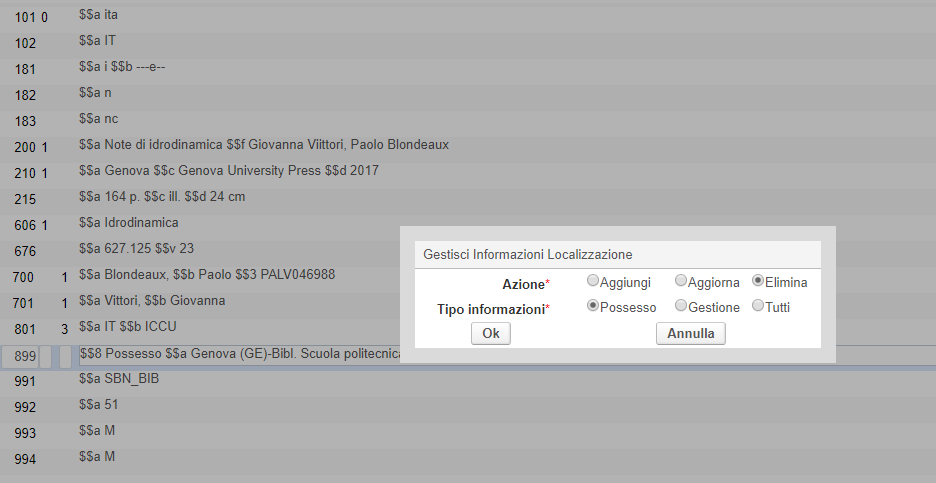 101 0 $$a ita
102 $$a IT
181 $$a i $$b ---e--
182 $$a n
183 $$a nc
200 1 $$a Note di idrodinamica $$f Giovanna Viittori, Paolo Blondeaux
210 1 $$a Genova $$c Genova University Press $$d 2017
215 $$a 164 p. $$c ill. $$d 24 cm
606 1 $$a Idrodinamica
676 $$a 627.125 $$v 23
700 1 $$a Blondeaux, $$b Paolo $$3 PALV046988
701 1 $$a Vittori, $$b Giovanna
801 3 $$a IT $$b ICCU
899 $$8 Possesso $$a Genova (GE)-Bibl. Scuola politecnica
991 $$a SBN_BIB
992 $$a 51
993 $$a M
994 $$a M
Gestisci Informazioni Localizzazione
Azione* Aggiungi Aggiorna Elimina
Tipo informazioni* Possesso Gestione Tutti
Ok Annulla